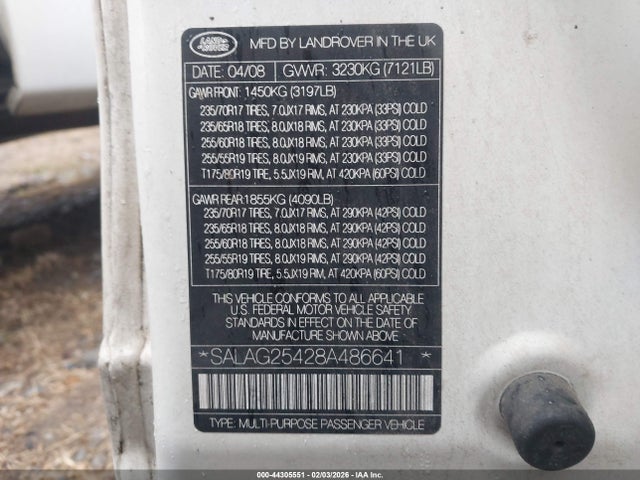 LAND-
ROVER
MFD BY LANDROVER IN THE UK
DATE: 04/08 GVWR: 3230KG (7121LB)
GAWR FRONT: 1450KG (3197LB)
235/70R17 TIRES, 7.0JX17 RIMS, AT 230KPA (33PSI) COLD
235/65R18 TIRES, 8.0JX18 RIMS, AT 230KPA (33PSI) COLD
255/60R18 TIRES, 8.0JX18 RIMS, AT 230KPA (33PSI) COLD
255/55R19 TIRES, 8.0JX19 RIMS, AT 230KPA (33PSI) COLD
T175/80R19 TIRE, 5.5JX19 RIM, AT 420KPA (60PSI) COLD
GAWR REAR: 1855KG (4090LB)
235/70R17 TIRES, 7.0JX17 RIMS, AT 290KPA (42PSI) COLD
235/65R18 TIRES, 8.0JX18 RIMS, AT 290KPA (42PSI) COLD
255/60R18 TIRES, 8.0JX18 RIMS, AT 290KPA (42PSI) COLD
255/55R19 TIRES, 8.0JX19 RIMS, AT 290KPA (42PSI) COLD
T175/80R19 TIRE, 5.5JX19 RIM, AT 420KPA (60PSI) COLD
THIS VEHICLE CONFORMS TO ALL APPLICABLE
U.S. FEDERAL MOTOR VEHICLE SAFETY
STANDARDS IN EFFECT ON THE DATE OF
MANUFACTURE SHOWN ABOVE
* SALAG25428A486641 *
TYPE: MULTI-PURPOSE PASSENGER VEHICLE
000-44305551 - 02/03/2026 - IAAI.COM